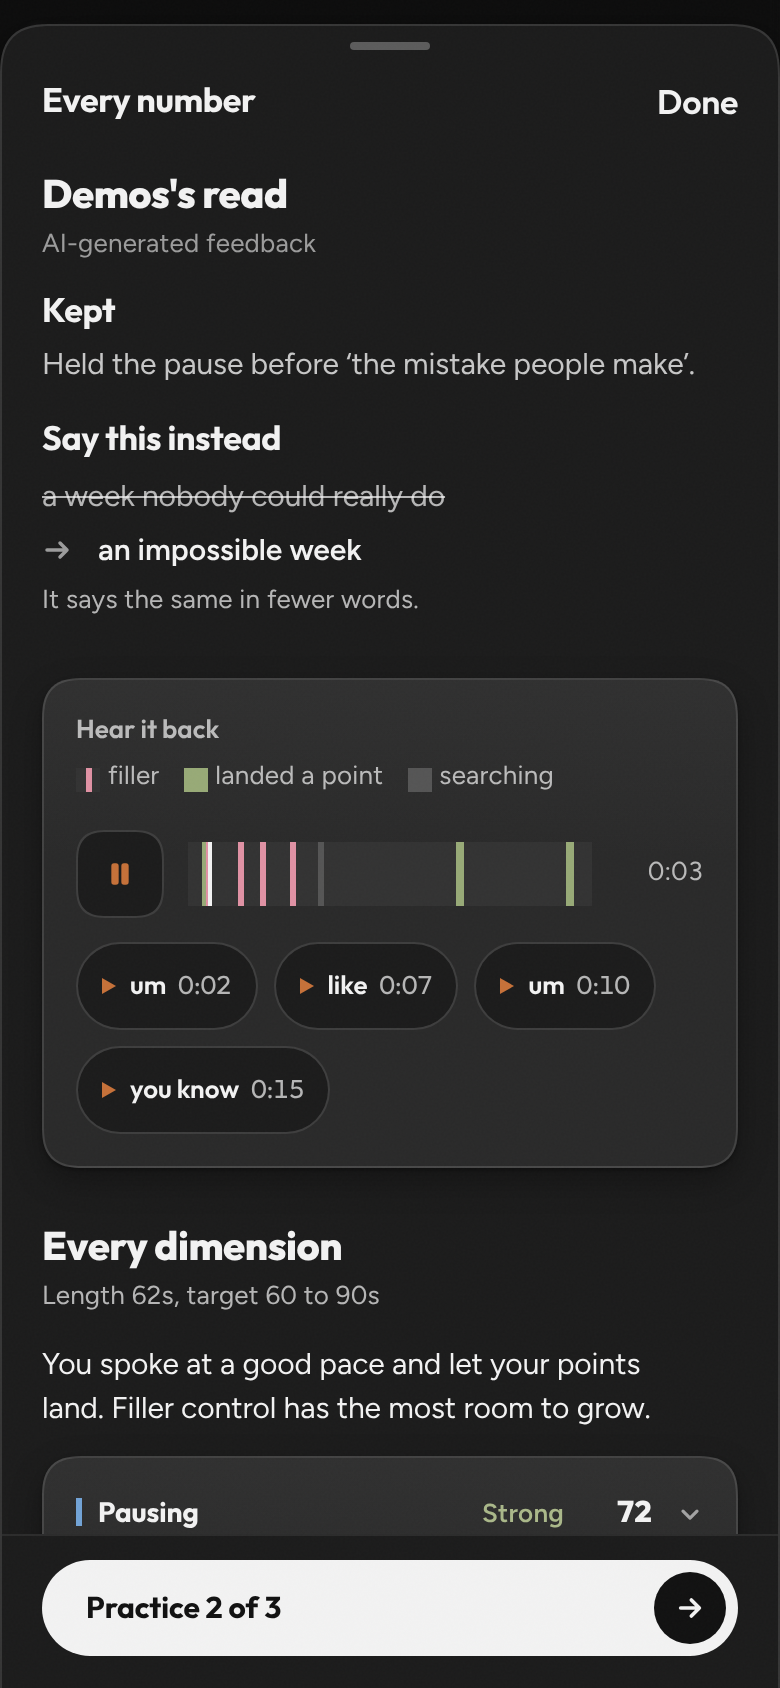 Every number
Done
Demos's read
AI-generated feedback
Kept
Held the pause before ‘the mistake people make’.
Say this instead
a week nobody could really do
→ an impossible week
It says the same in fewer words.
Hear it back
filler landed a point searching
0:03
um 0:02 like 0:07 um 0:10
you know 0:15
Every dimension
Length 62s, target 60 to 90s
You spoke at a good pace and let your points
land. Filler control has the most room to grow.
Pausing Strong 72
Practice 2 of 3